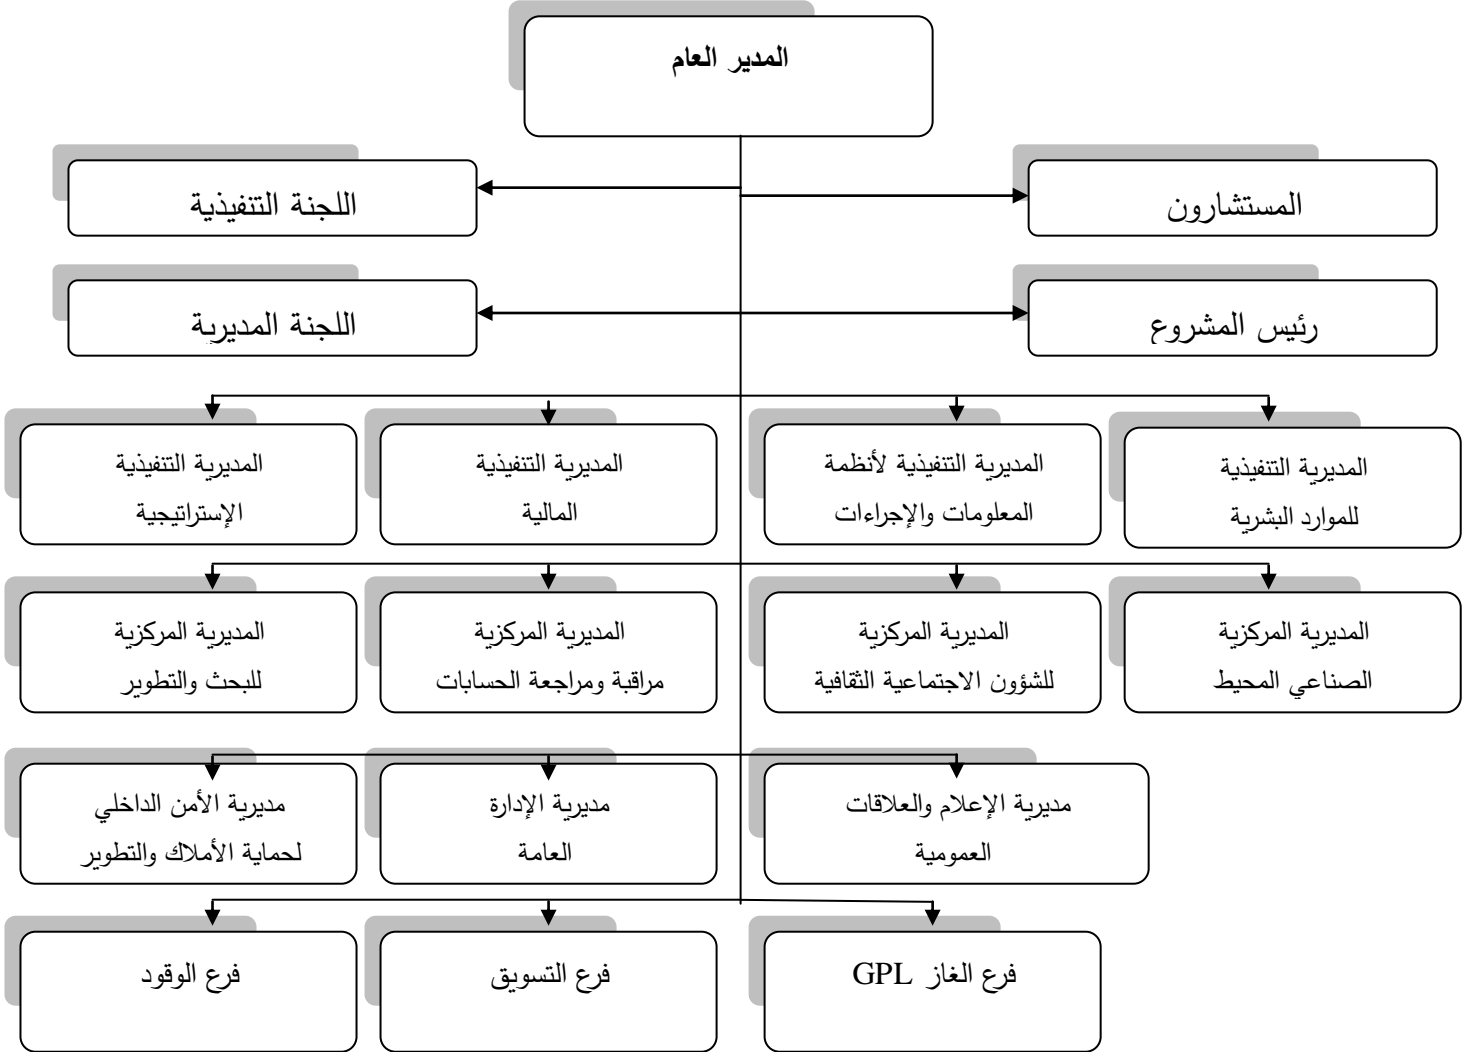 المدير العام
المستشارون
اللجنة التنفيذية
رئيس المشروع
اللجنة المديرية
المديرية التنفيذية
للموارد البشرية
المديرية التنفيذية لأنظمة
المعلومات والإجراءات
المديرية التنفيذية
المالية
المديرية التنفيذية
الإستراتيجية
المديرية المركزية
الصناعي المحيط
المديرية المركزية
للشؤون الاجتماعية الثقافية
المديرية المركزية
مراقبة ومراجعة الحسابات
المديرية المركزية
للبحث والتطوير
مديرية الإعلام والعلاقات
العمومية
مديرية الإدارة
العامة
مديرية الأمن الداخلي
لحماية الأملاك والتطوير
فرع الغاز GPL
فرع التسويق
فرع الوقود